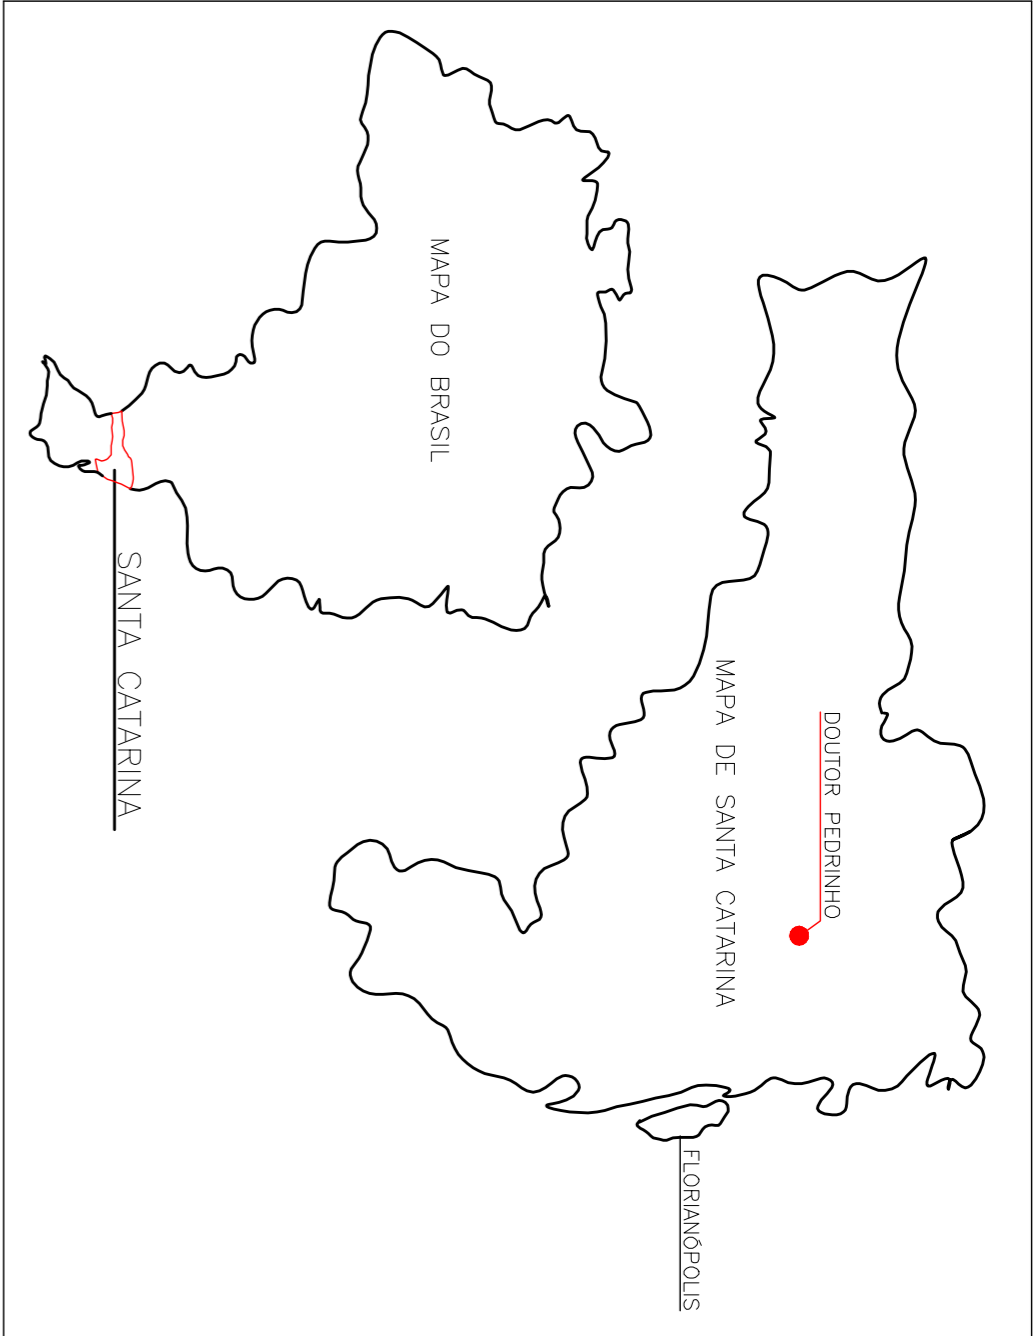 MAPA DO BRASIL
SANTA CATARINA
MAPA DE SANTA CATARINA
DOUTOR PEDRINHO
FLORIANÓPOLIS